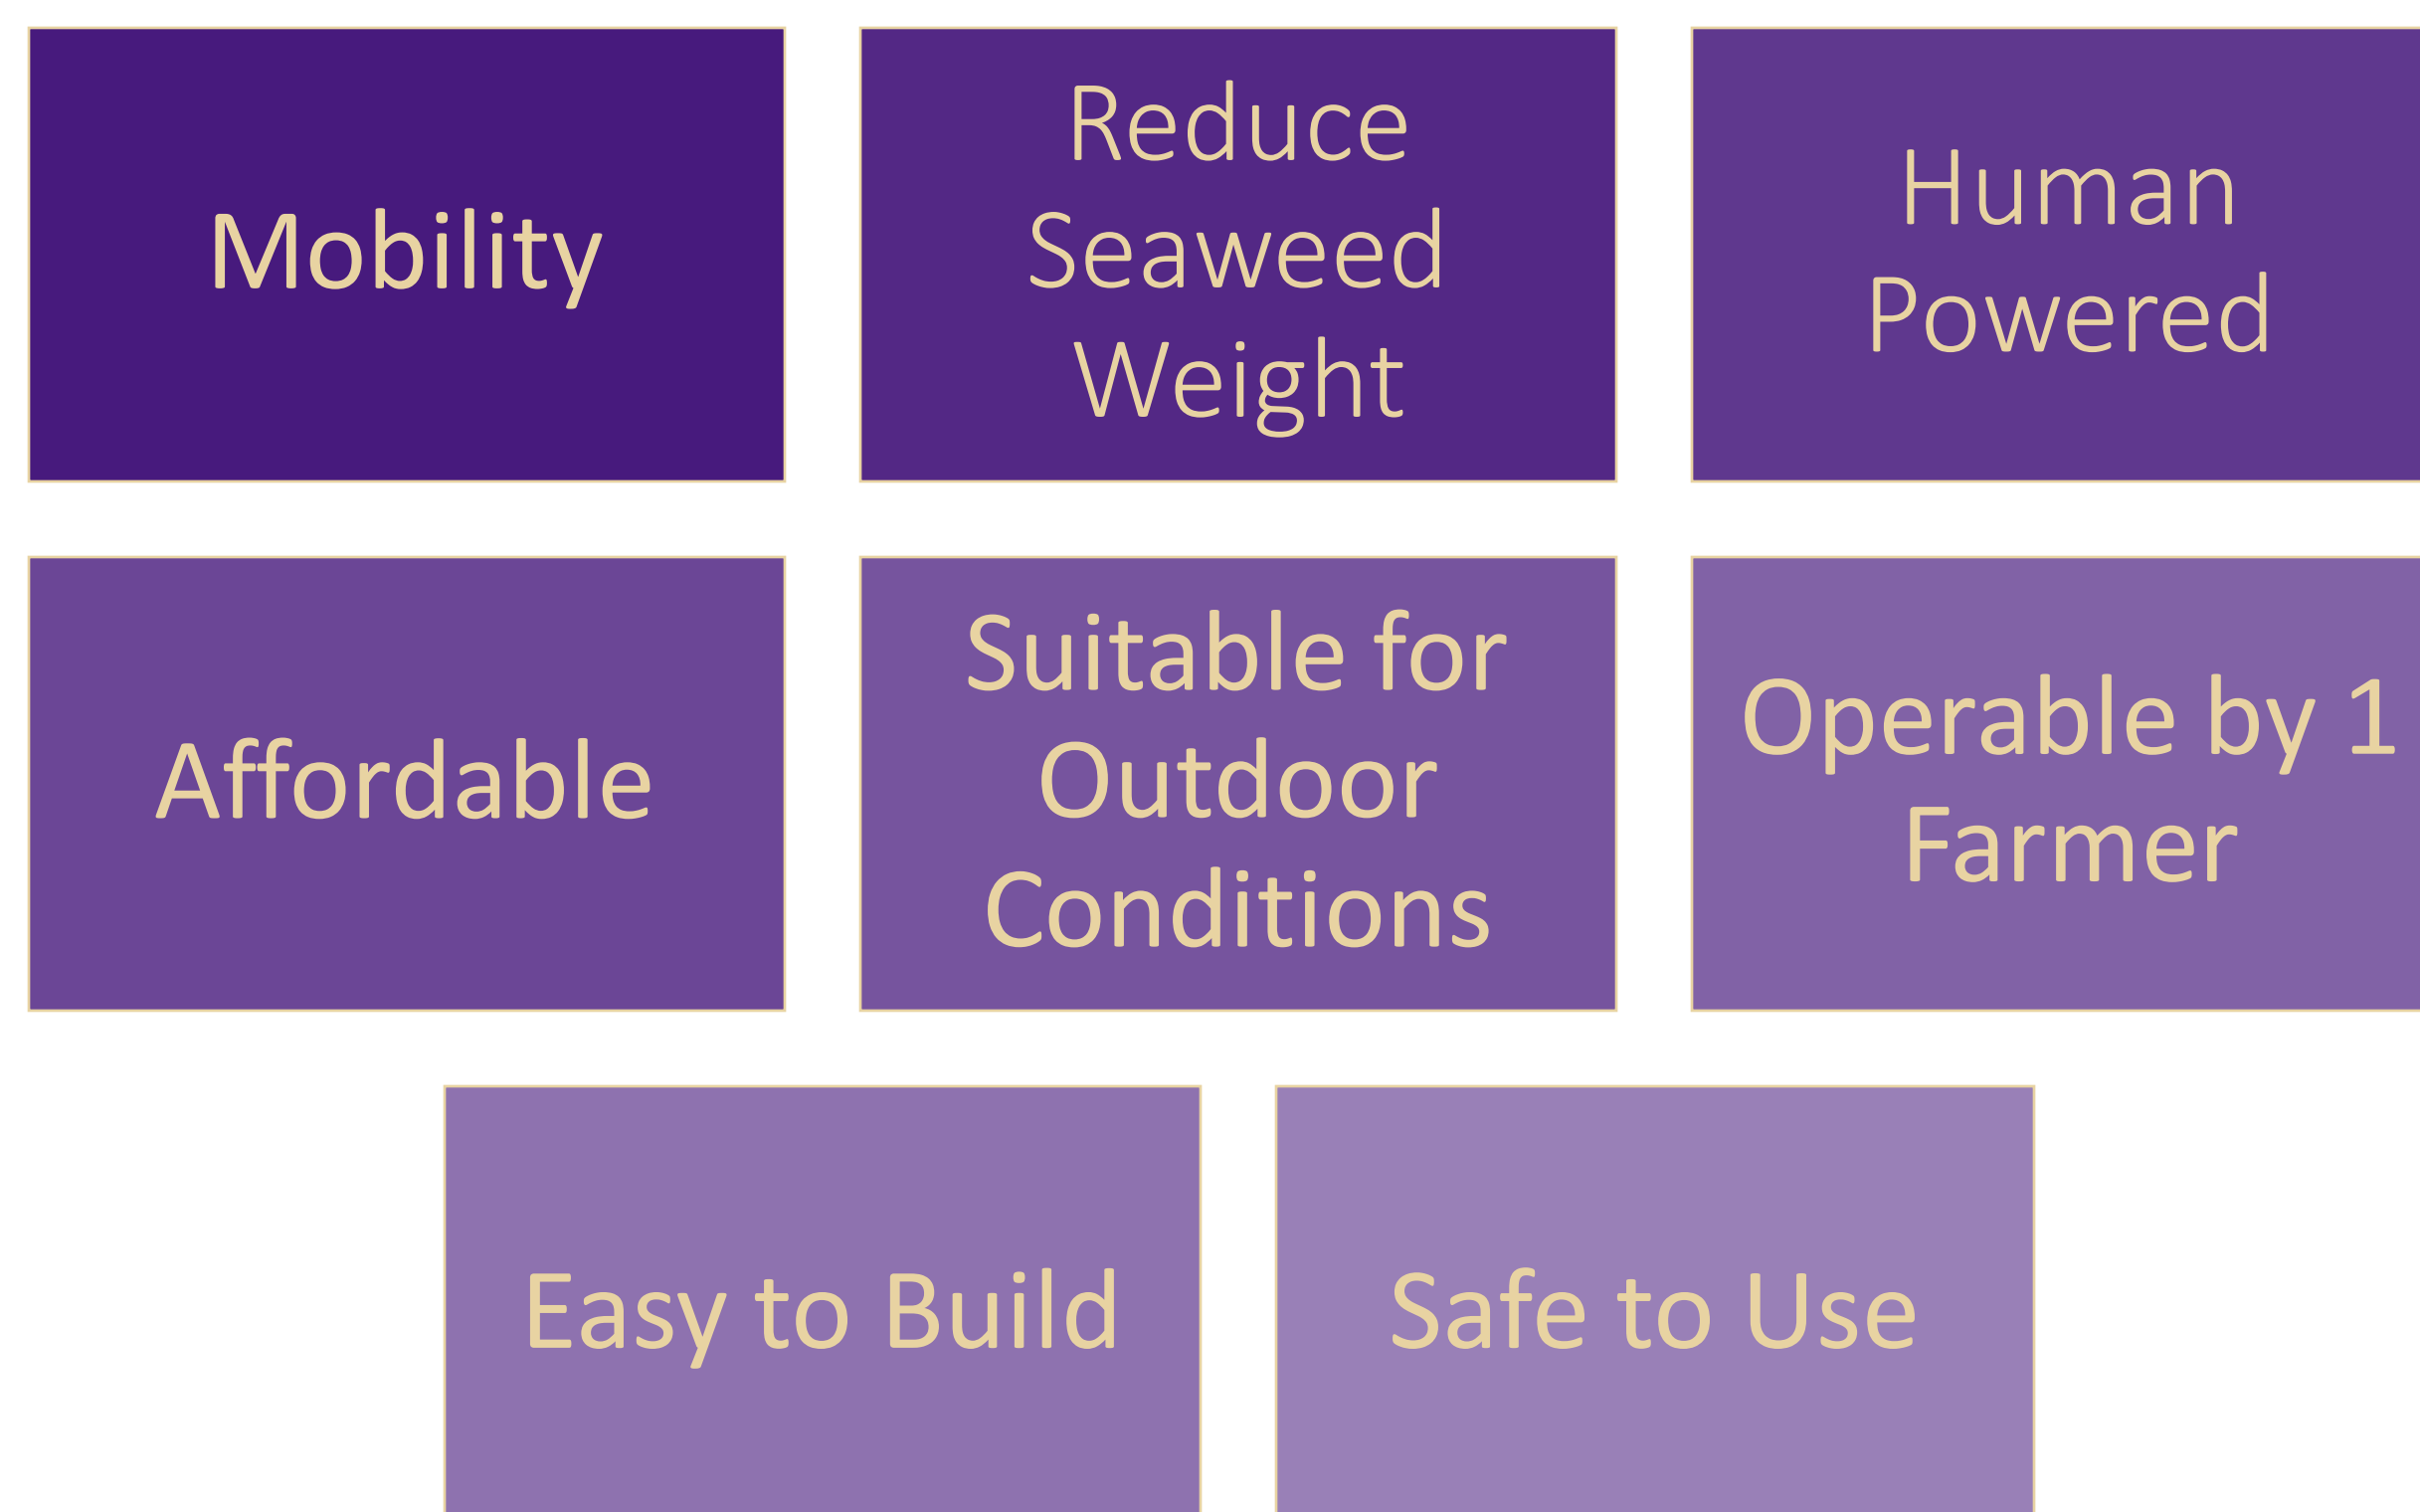 Mobility
Reduce
Seaweed
Weight
Human
Powered
Affordable
Suitable for
Outdoor
Conditions
Operable by 1
Farmer
Easy to Build
Safe to Use